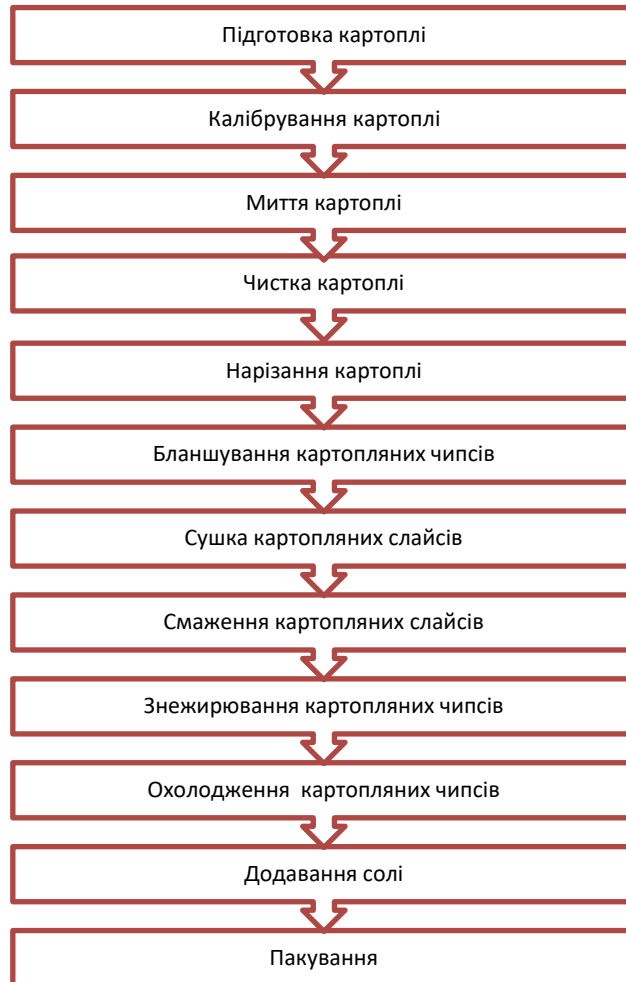 Підготовка картоплі
Калібрування картоплі
Миття картоплі
Чистка картоплі
Нарізання картоплі
Бланшування картопляних чипсів
Сушка картопляних слайсів
Смаження картопляних слайсів
Знежирювання картопляних чипсів
Охолодження  картопляних чипсів
Додавання солі
Пакування